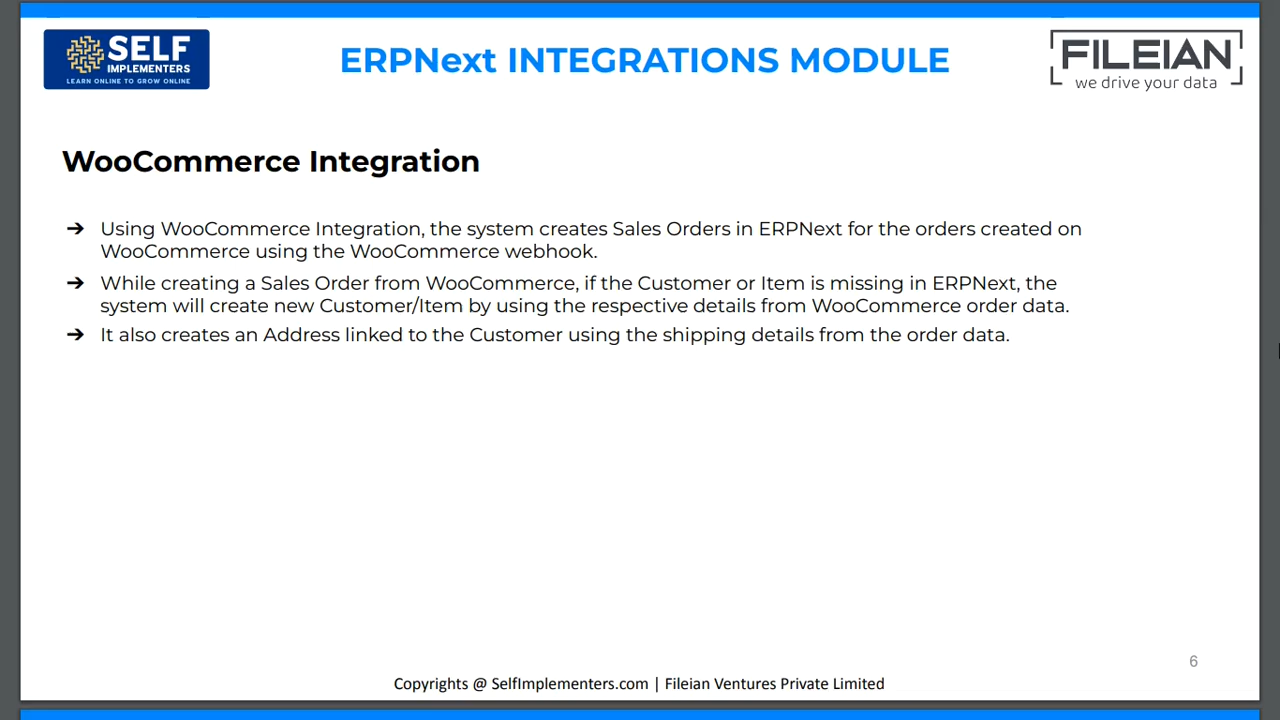 SELF
IMPLEMENTERS
LEARN ONLINE TO GROW ONLINE
ERPNext INTEGRATIONS MODULE
FILEIAN
we drive your data
WooCommerce Integration
➔ Using WooCommerce Integration, the system creates Sales Orders in ERPNext for the orders created on
WooCommerce using the WooCommerce webhook.
➔ While creating a Sales Order from WooCommerce, if the Customer or Item is missing in ERPNext, the
system will create new Customer/Item by using the respective details from WooCommerce order data.
➔ It also creates an Address linked to the Customer using the shipping details from the order data.
6
Copyrights @ SelfImplementers.com | Fileian Ventures Private Limited